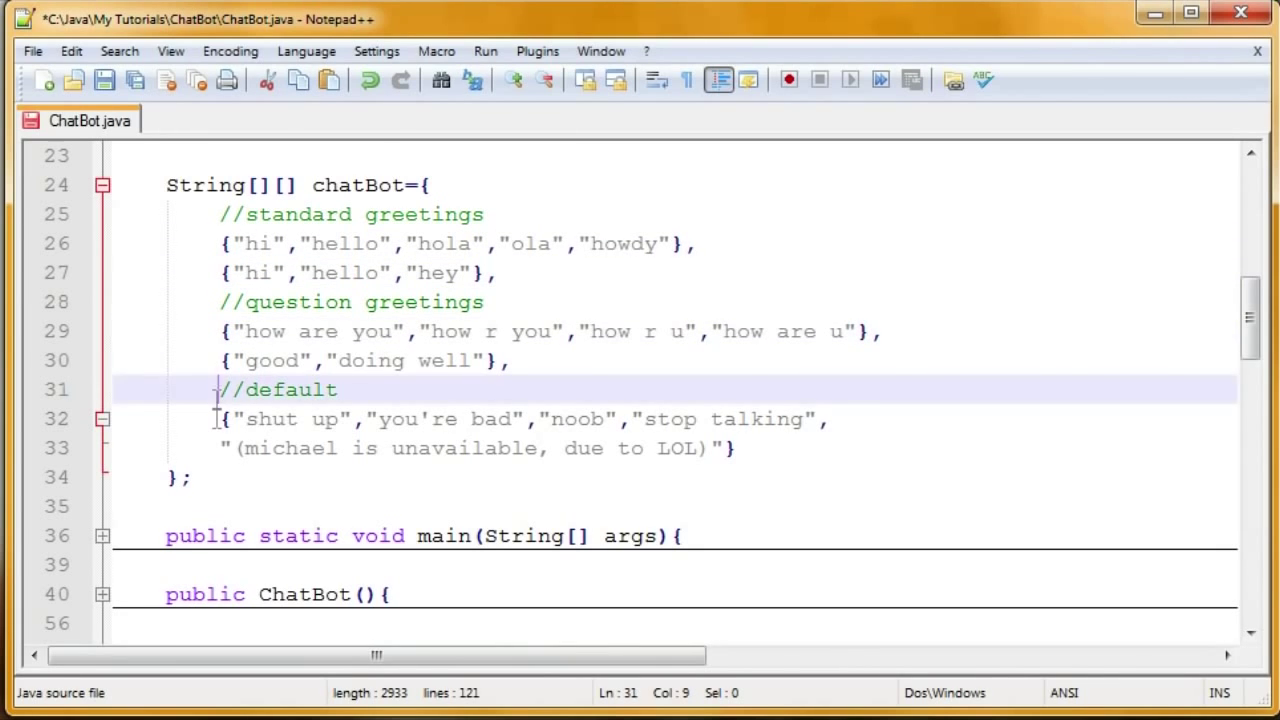 *C:\Java\My Tutorials\ChatBot\ChatBot.java - Notepad++
File Edit Search View Encoding Language Settings Macro Run Plugins Window ? X
ABC
ChatBot.java
23
24 String[][] chatBot={
25 //standard greetings
26 {"hi","hello","hola","ola","howdy"},
27 {"hi","hello","hey"},
28 //question greetings
29 {"how are you","how r you","how r u","how are u"},
30 {"good","doing well"},
31 //default
32 {"shut up","you're bad","noob","stop talking",
33 "(michael is unavailable, due to LOL)"}
34 };
35
36 public static void main(String[] args){
39
40 public ChatBot(){
56
Java source file length : 2933 lines : 121 Ln : 31 Col : 9 Sel : 0 Dos\Windows ANSI INS